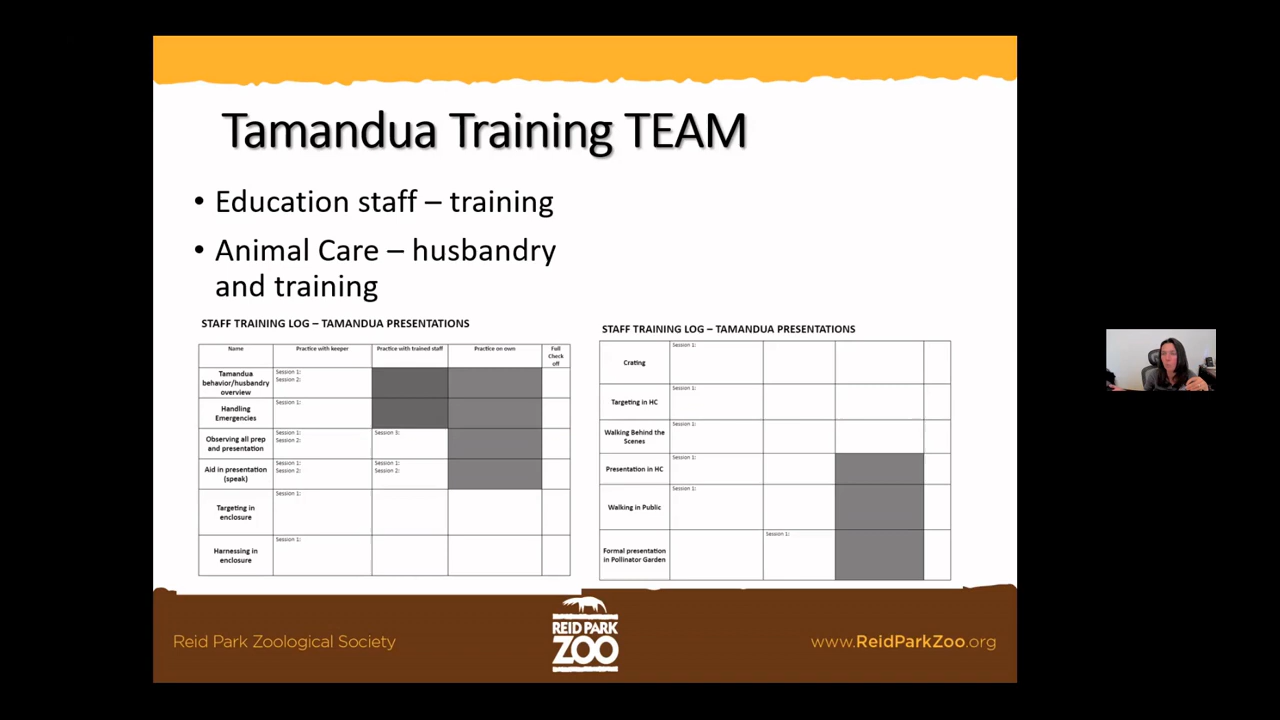 Tamandua Training TEAM
• Education staff – training
• Animal Care – husbandry
and training
STAFF TRAINING LOG – TAMANDUA PRESENTATIONS
Name Practice with keeper Practice with trained staff Practice on own Full
Check
off
Tamandua
behavior/husbandry
overview
Session 1:
Session 2:
Handling
Emergencies
Session 1:
Observing all prep
and presentation
Session 1:
Session 2:
Session 3:
Aid in presentation
(speak)
Session 1:
Session 2:
Session 1:
Session 2:
Targeting in
enclosure
Session 1:
Harnessing in
enclosure
Session 1:
STAFF TRAINING LOG – TAMANDUA PRESENTATIONS
Crating
Session 1:
Targeting in HC
Session 1:
Walking Behind the
Scenes
Session 1:
Presentation in HC
Session 1:
Walking in Public
Session 1:
Formal presentation
in Pollinator Garden
Session 1:
Reid Park Zoological Society
REID PARK
ZOO
www.ReidParkZoo.org